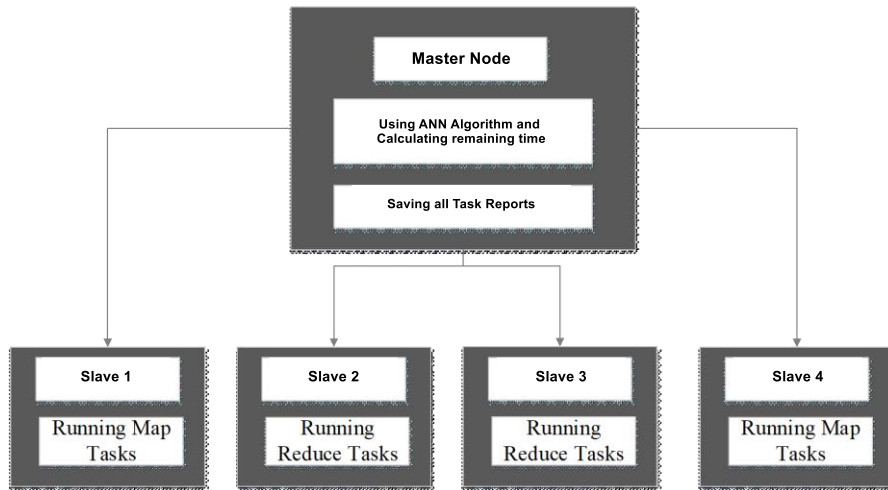 Master Node
Using ANN Algorithm and
Calculating remaining time
Saving all Task Reports
Slave 1
Running Map
Tasks
Slave 2
Running
Reduce Tasks
Slave 3
Running
Reduce Tasks
Slave 4
Running Map
Tasks